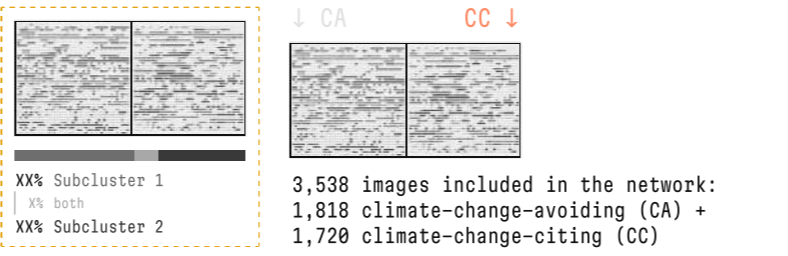 XX% Subcluster 1
X% both
XX% Subcluster 2
↓ CA CC ↓
3,538 images included in the network:
1,818 climate-change-avoiding (CA) +
1,720 climate-change-citing (CC)